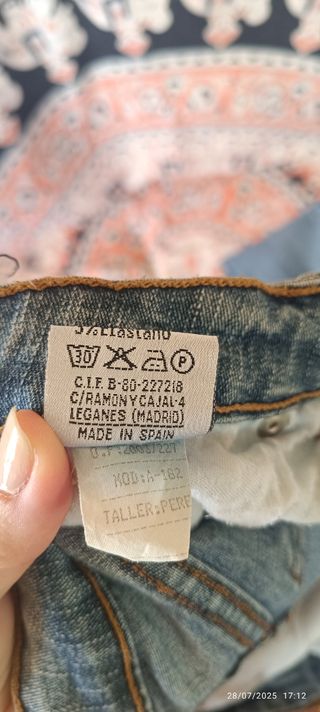 3%Elastano
30 P
C.I.F. B-80-227218
C/RAMON Y CAJAL-4
LEGANES (MADRID)
MADE IN SPAIN
MOD:A-182
TALLER:PERE
28/07/2025 17:12